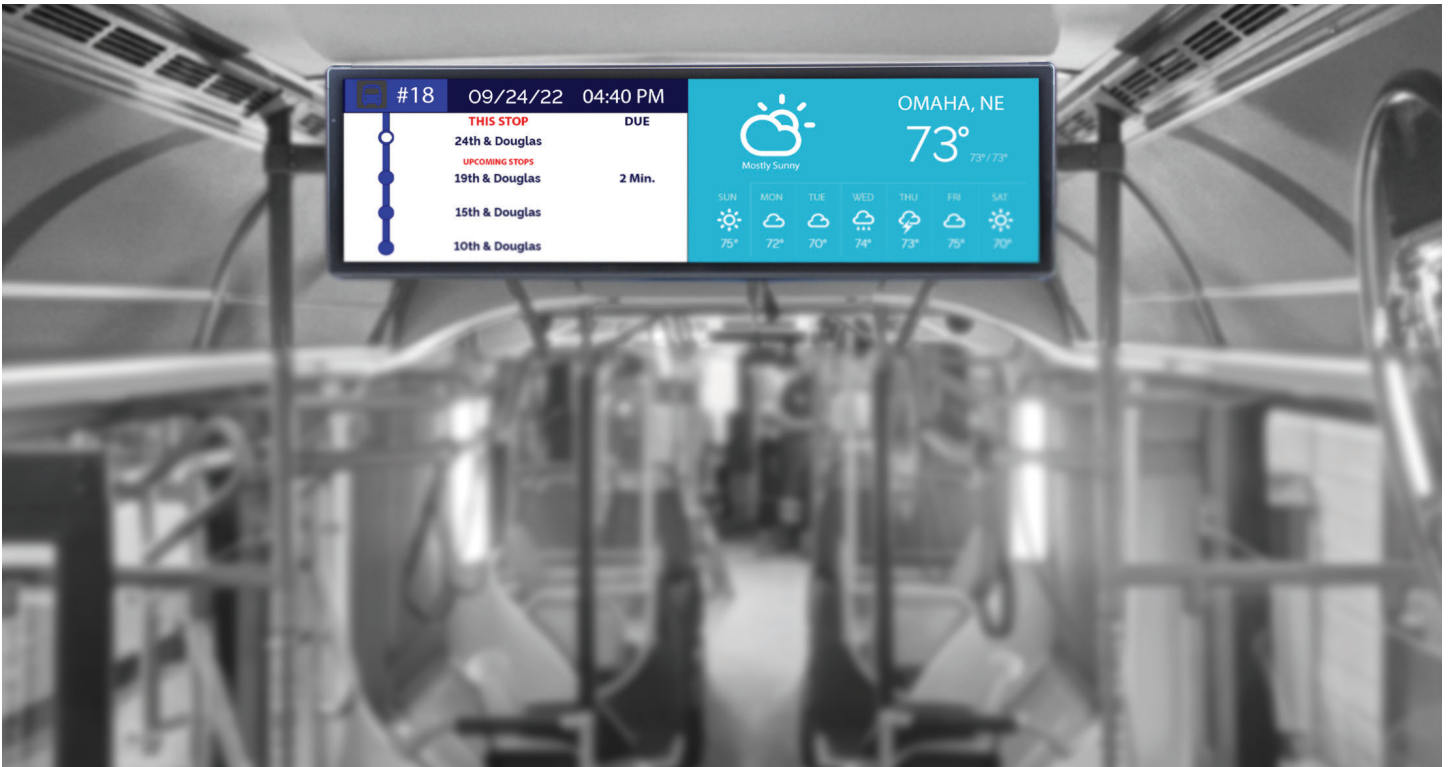 #18 09/24/22 04:40 PM
THIS STOP DUE
24th & Douglas
UPCOMING STOPS
19th & Douglas 2 Min.
15th & Douglas
10th & Douglas
OMAHA, NE
73° 73°/73°
Mostly Sunny
SUN MON TUE WED THU FRI SAT
75° 72° 70° 74° 73° 75° 70°